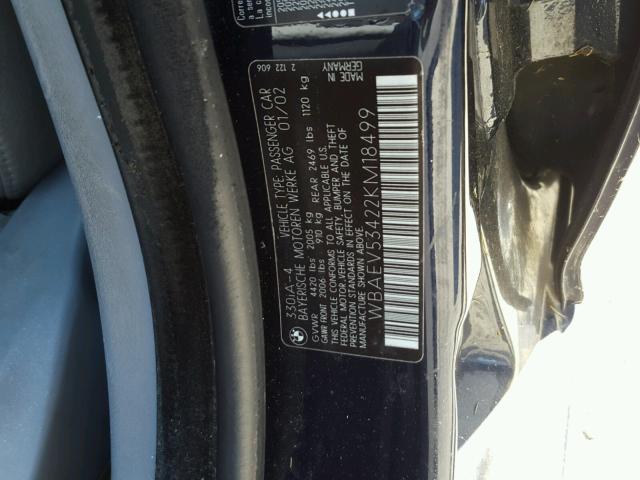 330iA-4 VEHICLE TYPE: PASSENGER CAR
BAYERISCHE MOTOREN WERKE AG 01/02
GVWR 4420 lbs 2005 kg
GAWR FRONT 2006 lbs 910 kg REAR 2469 lbs 1120 kg
THIS VEHICLE CONFORMS TO ALL APPLICABLE U.S.
FEDERAL MOTOR VEHICLE SAFETY, BUMPER AND THEFT
PREVENTION STANDARDS IN EFFECT ON THE DATE OF
MANUFACTURE SHOWN ABOVE.
WBAEV53422KM18499
7 122 606
MADE IN
GERMANY